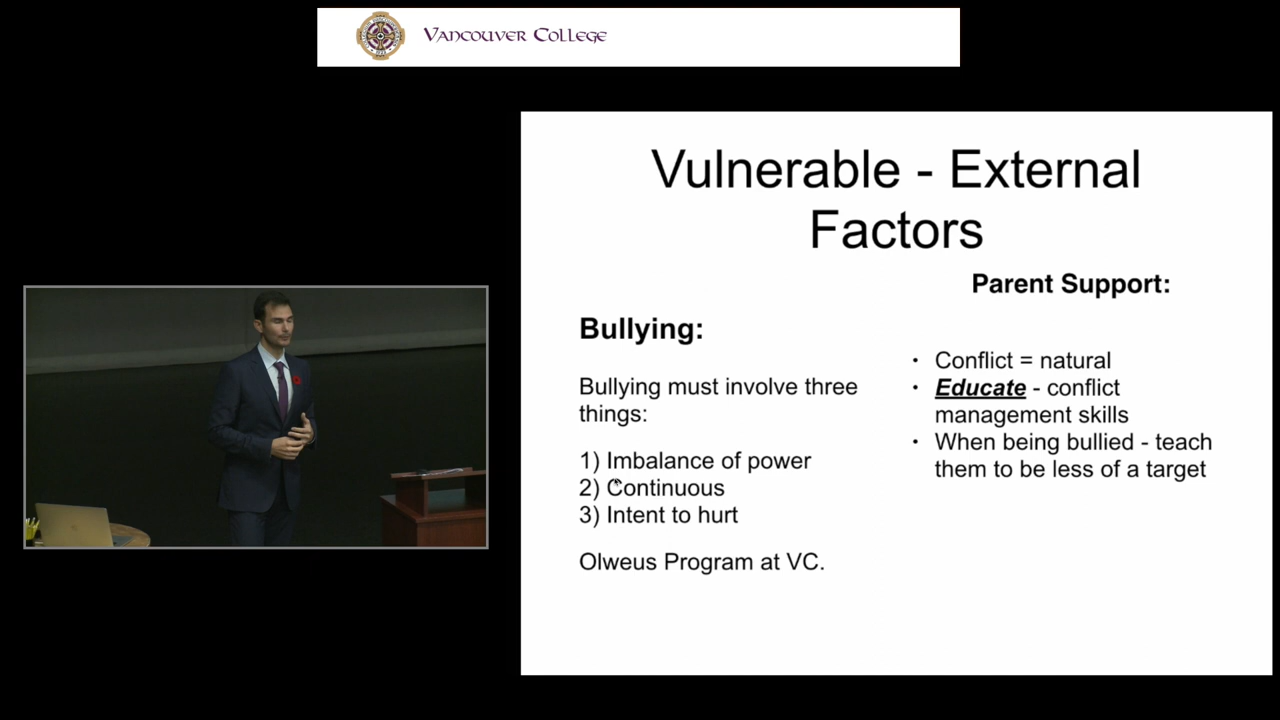 Vancouver College
Vulnerable - External
Factors
Parent Support:
Bullying:
Bullying must involve three
things:
1) Imbalance of power
2) Continuous
3) Intent to hurt
Olweus Program at VC.
• Conflict = natural
• Educate - conflict
management skills
• When being bullied - teach
them to be less of a target